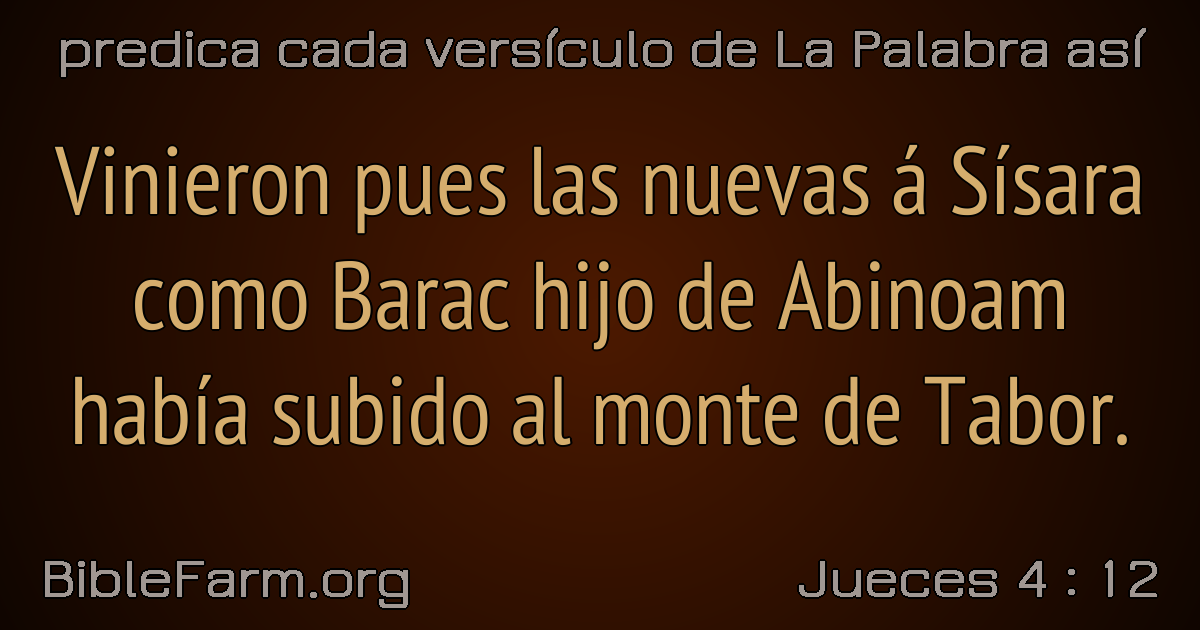 predica cada versículo de La Palabra así
Vinieron pues las nuevas á Sísara
como Barac hijo de Abinoam
había subido al monte de Tabor.
BibleFarm.org
Jueces 4 : 12